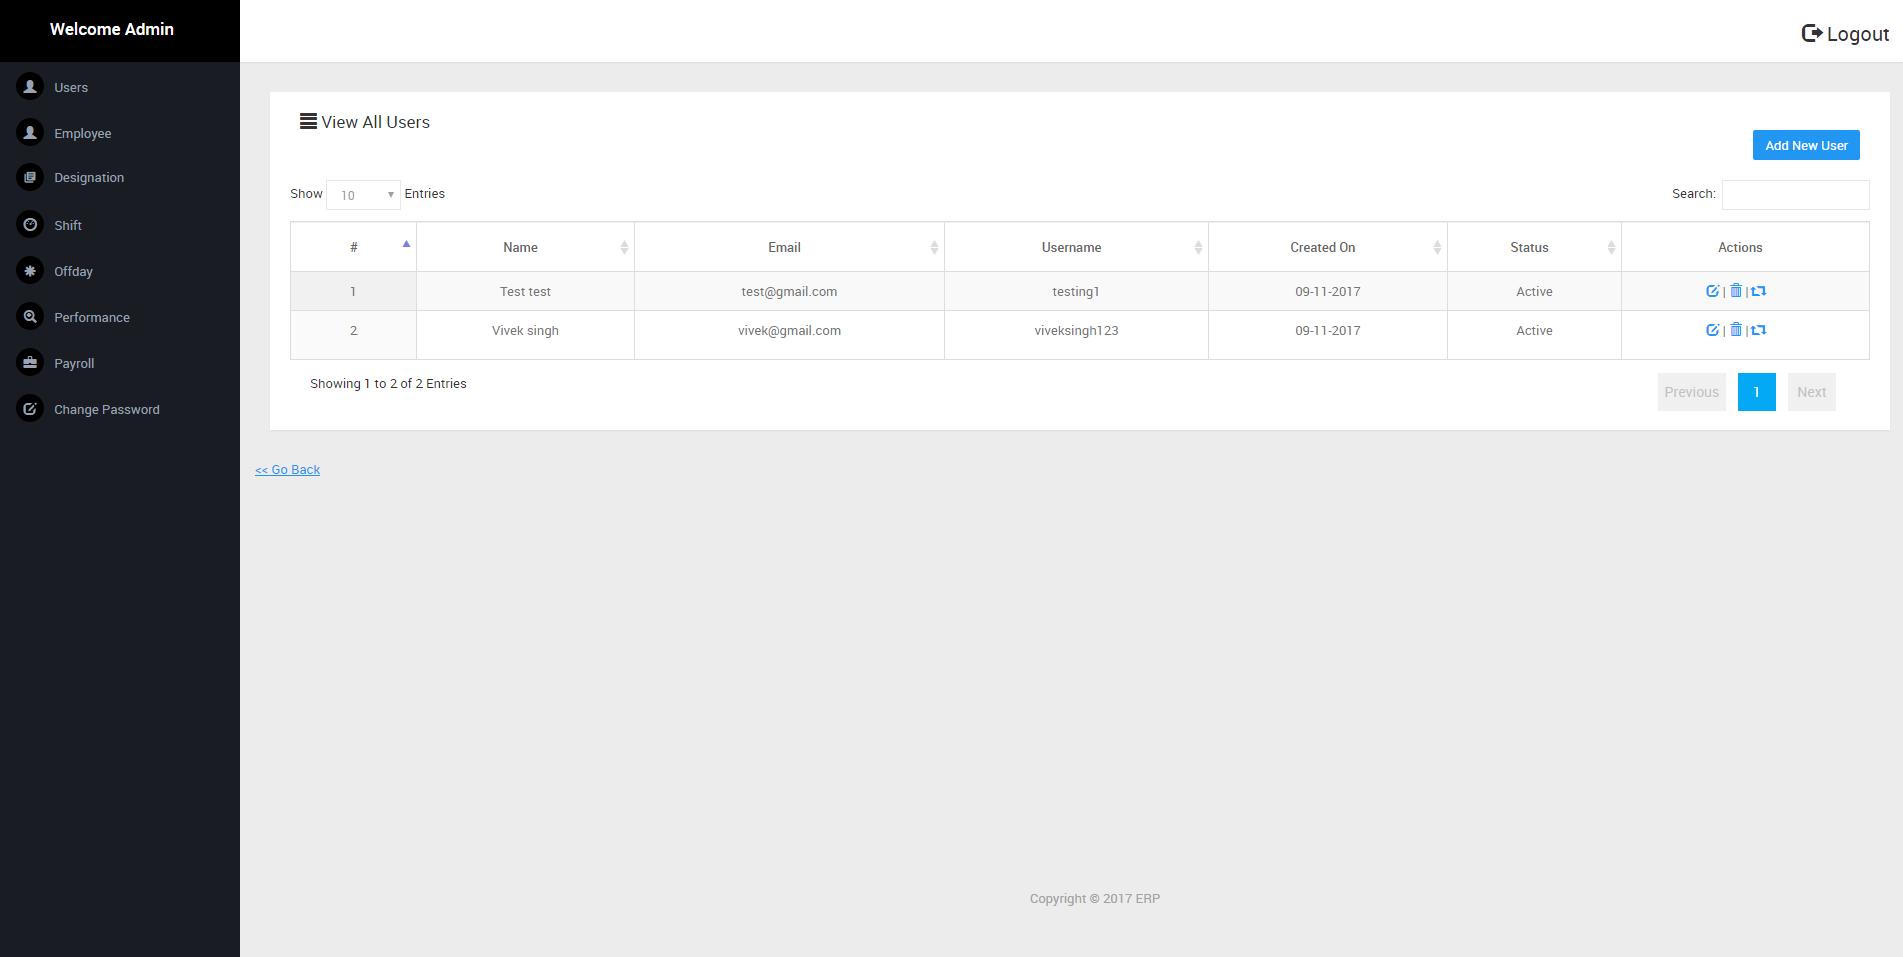 Welcome Admin
Logout
Users
Employee
Designation
Shift
Offday
Performance
Payroll
Change Password
View All Users
Add New User
Show 10 Entries Search:
# Name Email Username Created On Status Actions
1 Test test test@gmail.com testing1 09-11-2017 Active | |
2 Vivek singh vivek@gmail.com viveksingh123 09-11-2017 Active | |
Showing 1 to 2 of 2 Entries Previous 1 Next
<< Go Back
Copyright © 2017 ERP